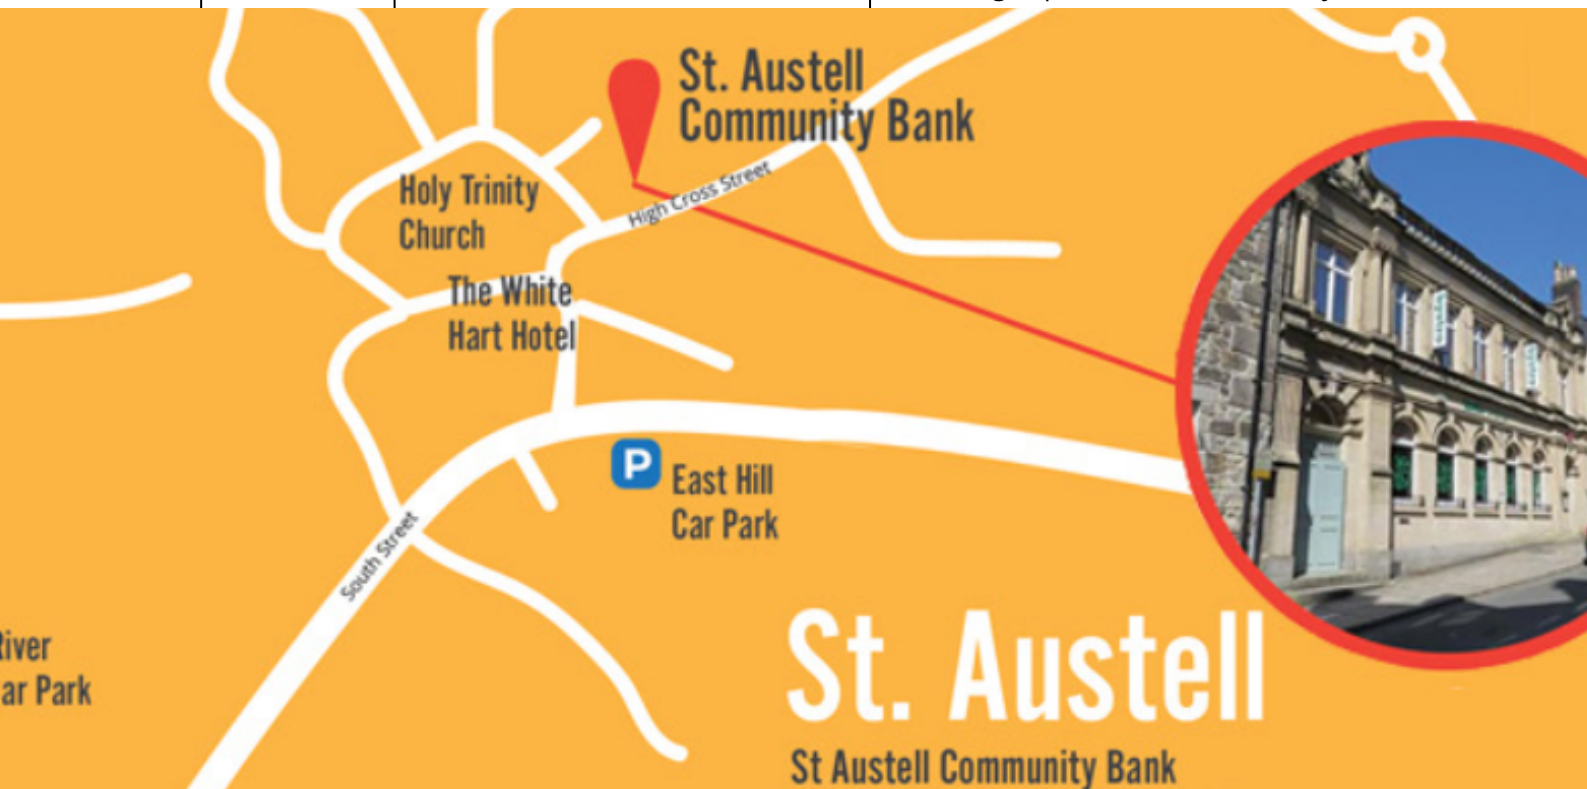 St. Austell
Community Bank
High Cross Street
Holy Trinity
Church
The White
Hart Hotel
P
East Hill
Car Park
South Street
River
ar Park
St. Austell
St Austell Community Bank